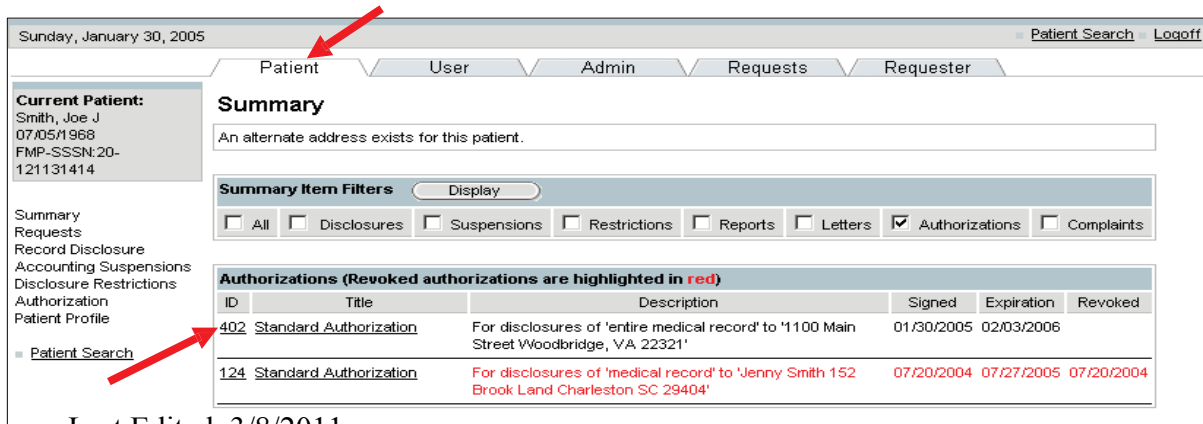 Sunday, January 30, 2005
Patient Search
Logoff
Patient
User
Admin
Requests
Requester
Current Patient:
Smith, Joe J
07/05/1968
FMP-SSSN:20-
121131414
Summary
Requests
Record Disclosure
Accounting Suspensions
Disclosure Restrictions
Authorization
Patient Profile
Patient Search
Summary
An alternate address exists for this patient.
Summary Item Filters Display
All Disclosures Suspensions Restrictions Reports Letters Authorizations Complaints
Authorizations (Revoked authorizations are highlighted in red)
ID Title Description Signed Expiration Revoked
402 Standard Authorization For disclosures of 'entire medical record' to '1100 Main 01/30/2005 02/03/2006
Street Woodbridge, VA 22321'
124 Standard Authorization For disclosures of 'medical record' to 'Jenny Smith 152 07/20/2004 07/27/2005 07/20/2004
Brook Land Charleston SC 29404'
Last Edited: 3/8/2011